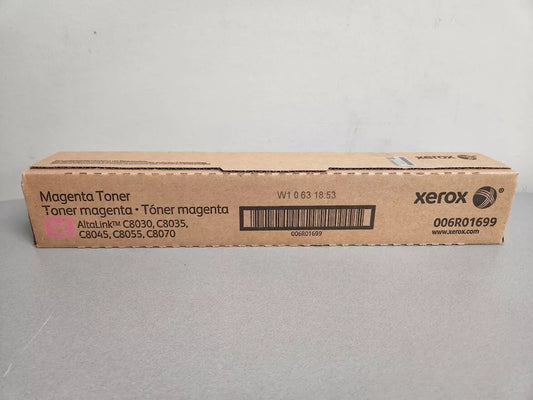 xerox
Magenta Toner
Toner magenta • Tóner magenta
AltaLink™ C8030, C8035,
C8045, C8055, C8070
W1 0 63 18:53
006R01699
xerox
006R01699
www.xerox.com